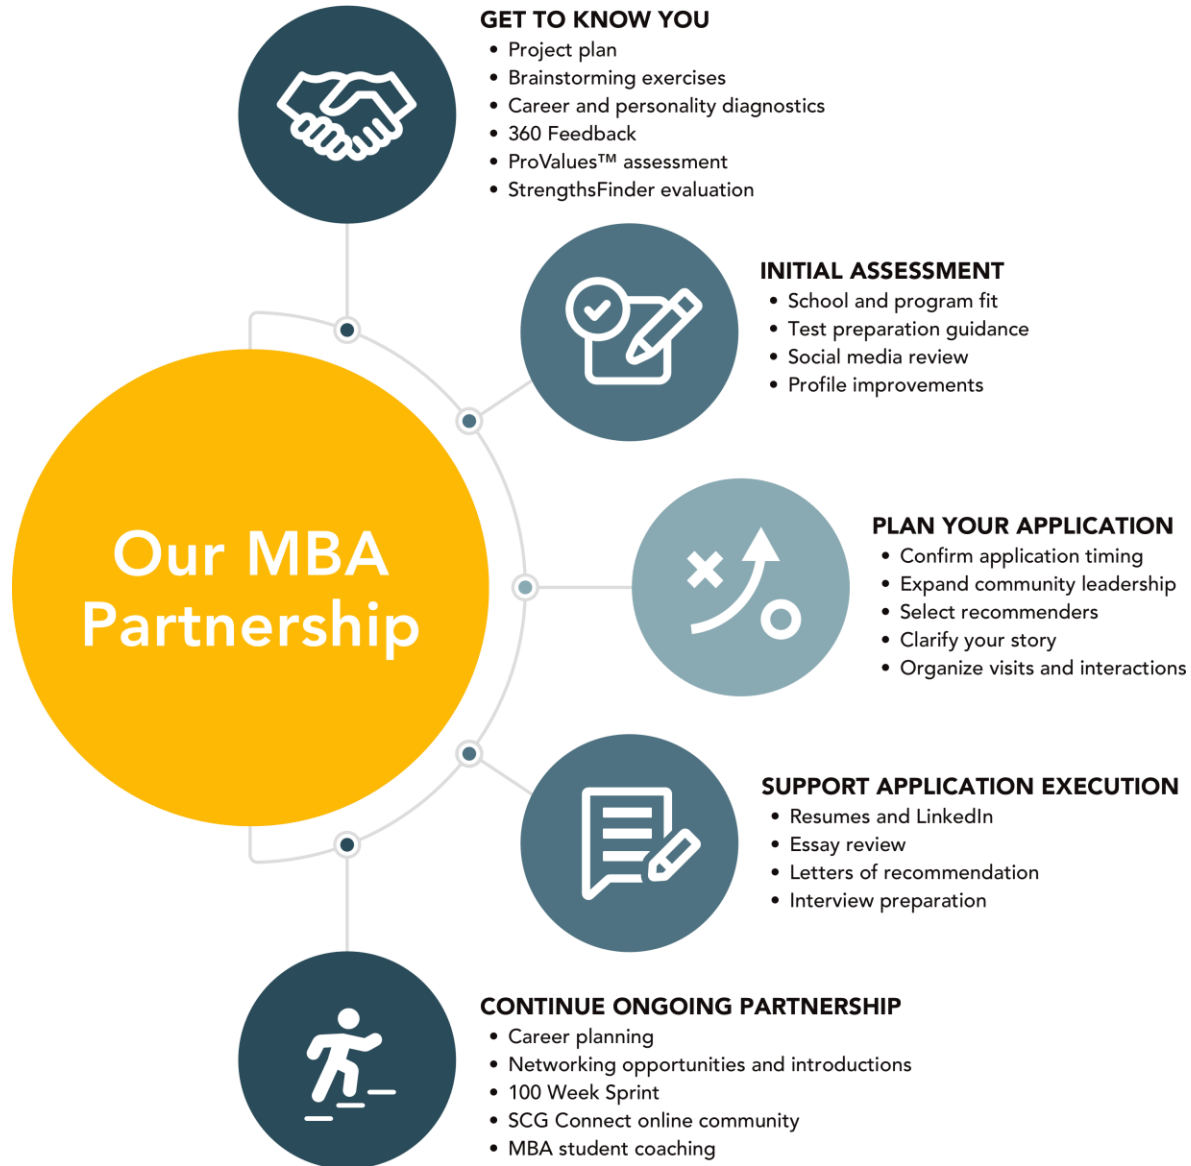 GET TO KNOW YOU
• Project plan
• Brainstorming exercises
• Career and personality diagnostics
• 360 Feedback
• ProValues™ assessment
• StrengthsFinder evaluation
INITIAL ASSESSMENT
• School and program fit
• Test preparation guidance
• Social media review
• Profile improvements
Our MBA
Partnership
PLAN YOUR APPLICATION
• Confirm application timing
• Expand community leadership
• Select recommenders
• Clarify your story
• Organize visits and interactions
SUPPORT APPLICATION EXECUTION
• Resumes and LinkedIn
• Essay review
• Letters of recommendation
• Interview preparation
CONTINUE ONGOING PARTNERSHIP
• Career planning
• Networking opportunities and introductions
• 100 Week Sprint
• SCG Connect online community
• MBA student coaching